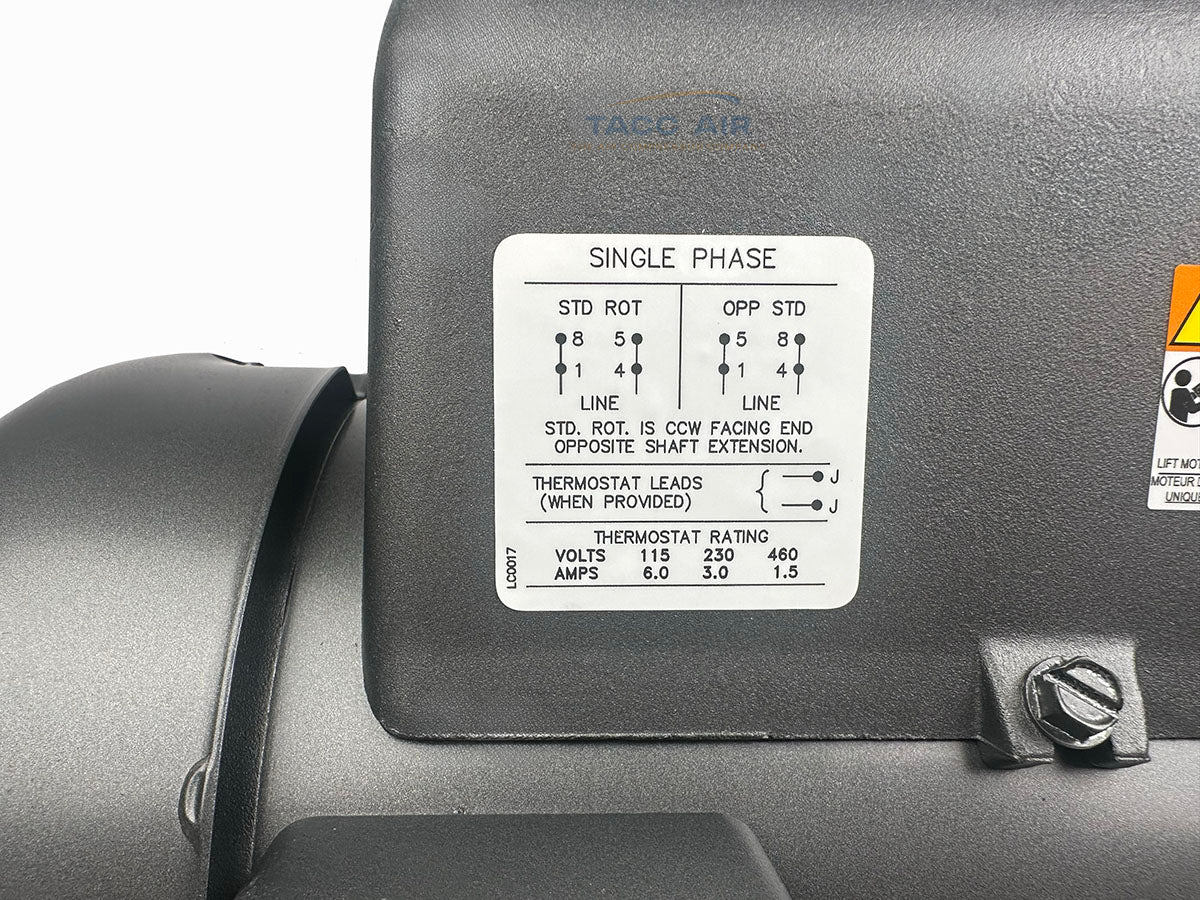 TACC AIR
SINGLE PHASE
STD ROT
8 5
1 4
LINE
OPP STD
5 8
1 4
LINE
STD. ROT. IS CCW FACING END
OPPOSITE SHAFT EXTENSION.
THERMOSTAT LEADS
(WHEN PROVIDED)
J
J
THERMOSTAT RATING
VOLTS 115 230 460
AMPS 6.0 3.0 1.5
LC0017
LIFT MOT
MOTEUR D
UNIQUE